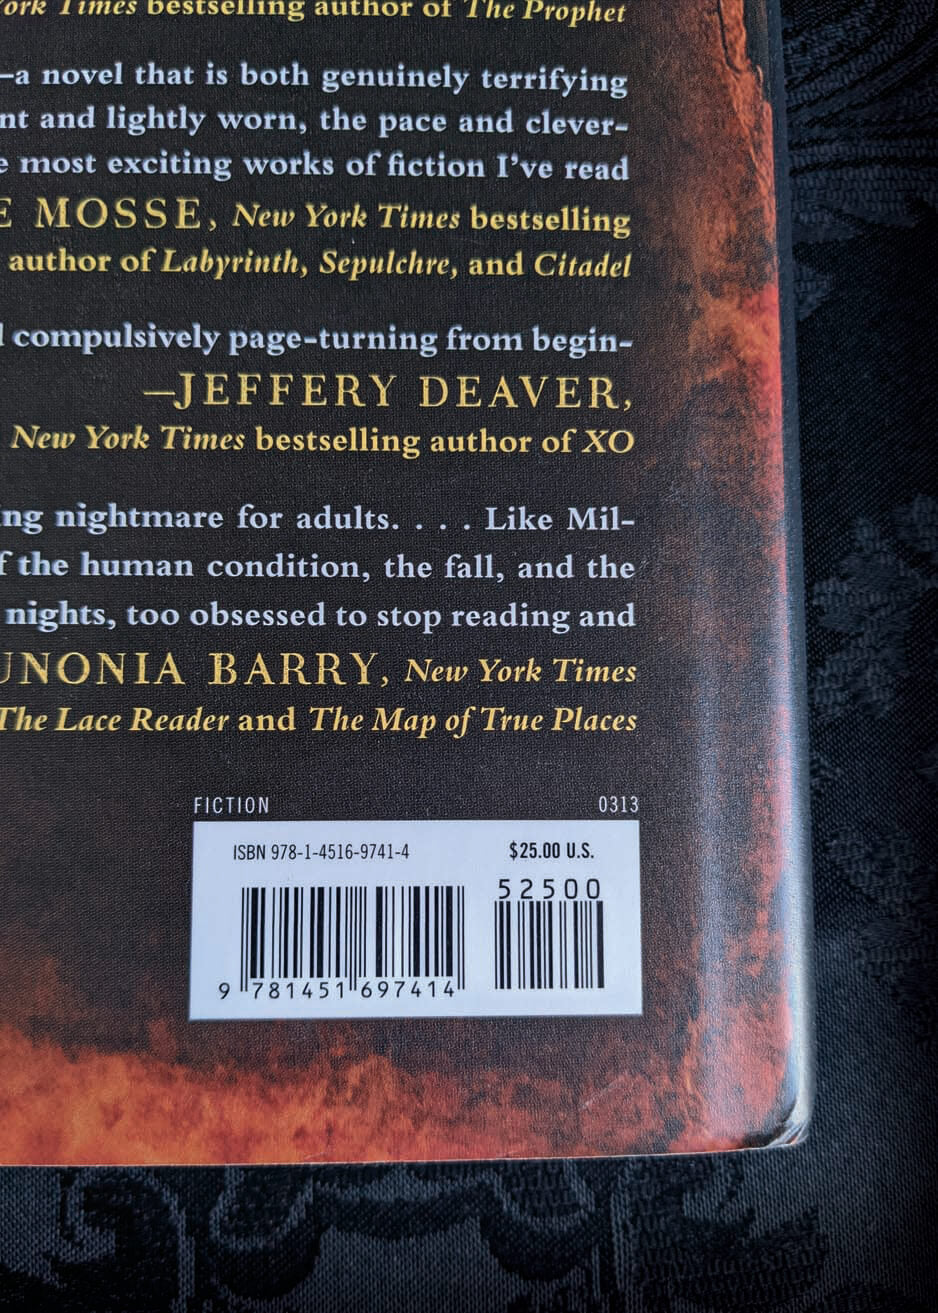 York Times bestselling author of The Prophet
—a novel that is both genuinely terrifying
nt and lightly worn, the pace and clever-
e most exciting works of fiction I've read
E MOSSE, New York Times bestselling
author of Labyrinth, Sepulchre, and Citadel
l compulsively page-turning from begin-
—JEFFERY DEAVER,
New York Times bestselling author of XO
ing nightmare for adults. . . . Like Mil-
f the human condition, the fall, and the
nights, too obsessed to stop reading and
UNONIA BARRY, New York Times
The Lace Reader and The Map of True Places
FICTION 0313
ISBN 978-1-4516-9741-4 $25.00 U.S.
52500
9 781451 697414